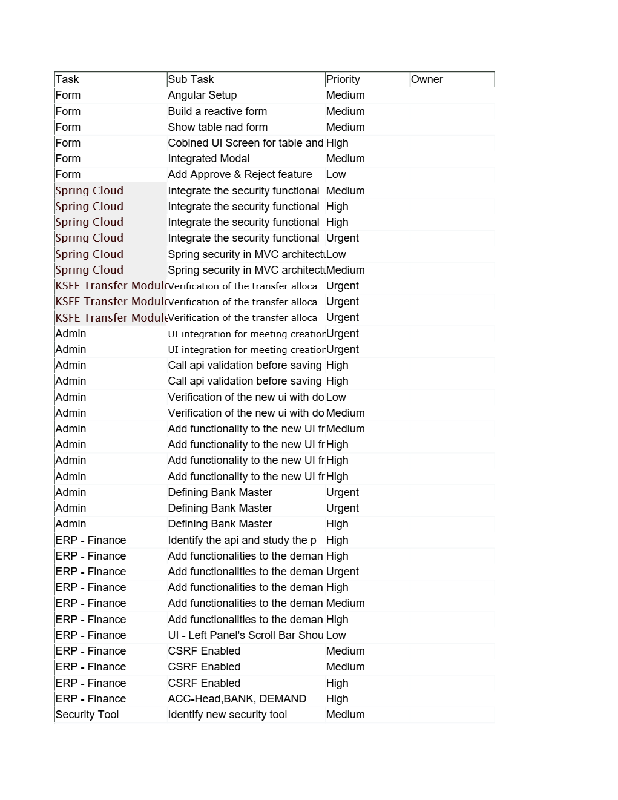 Task Sub Task Priority Owner
Form Angular Setup Medium
Form Build a reactive form Medium
Form Show table nad form Medium
Form Cobined UI Screen for table and High
Form Integrated Modal Medium
Form Add Approve & Reject feature Low
Spring Cloud Integrate the security functional Medium
Spring Cloud Integrate the security functional High
Spring Cloud Integrate the security functional High
Spring Cloud Integrate the security functional Urgent
Spring Cloud Spring security in MVC architectu Low
Spring Cloud Spring security in MVC architectu Medium
KSFE Transfer Module Verification of the transfer alloca Urgent
KSFE Transfer Module Verification of the transfer alloca Urgent
KSFE Transfer Module Verification of the transfer alloca Urgent
Admin UI integration for meeting creation Urgent
Admin UI integration for meeting creation Urgent
Admin Call api validation before saving High
Admin Call api validation before saving High
Admin Verification of the new ui with do Low
Admin Verification of the new ui with do Medium
Admin Add functionality to the new UI fr Medium
Admin Add functionality to the new UI fr High
Admin Add functionality to the new UI fr High
Admin Add functionality to the new UI fr High
Admin Defining Bank Master Urgent
Admin Defining Bank Master Urgent
Admin Defining Bank Master High
ERP - Finance Identify the api and study the p High
ERP - Finance Add functionalities to the deman High
ERP - Finance Add functionalities to the deman Urgent
ERP - Finance Add functionalities to the deman High
ERP - Finance Add functionalities to the deman Medium
ERP - Finance Add functionalities to the deman High
ERP - Finance UI - Left Panel's Scroll Bar Shou Low
ERP - Finance CSRF Enabled Medium
ERP - Finance CSRF Enabled Medium
ERP - Finance CSRF Enabled High
ERP - Finance ACC-Head,BANK, DEMAND High
Security Tool Identify new security tool Medium